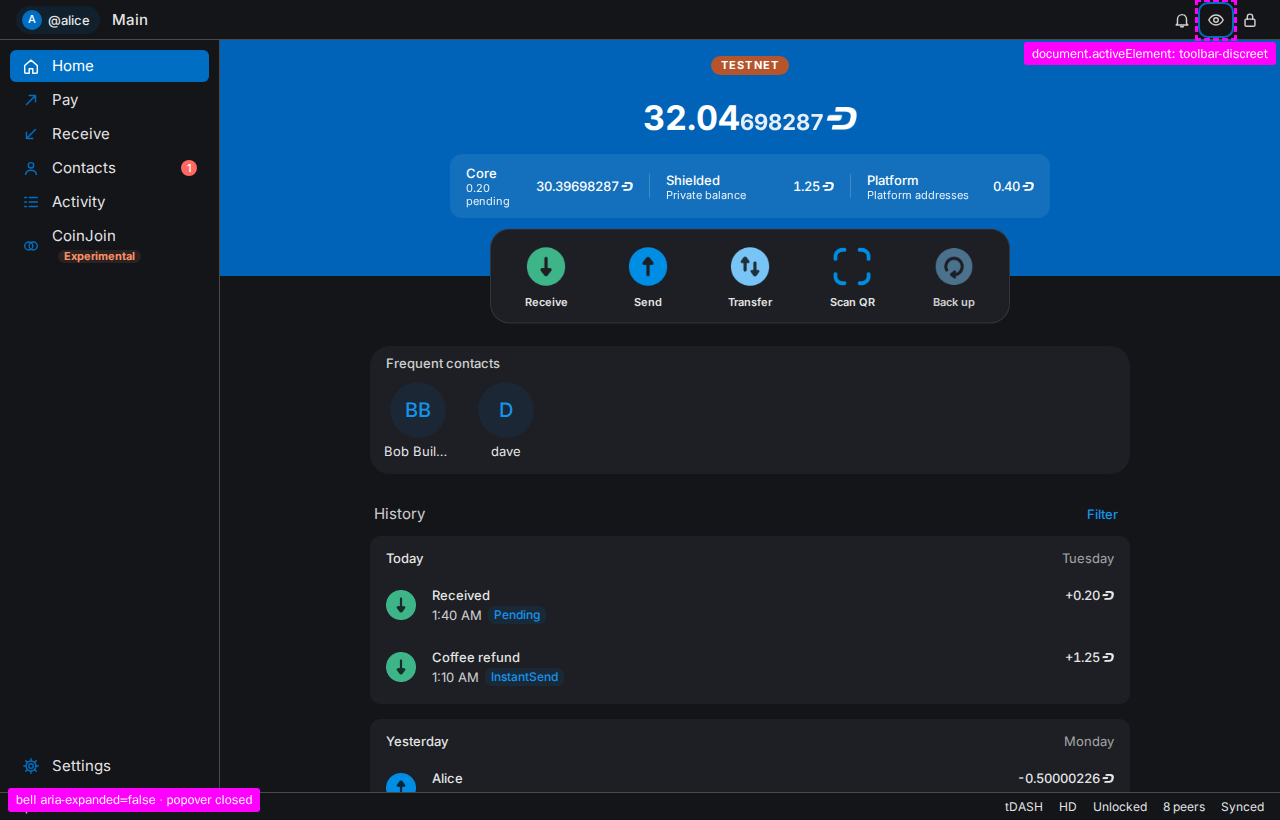 A @alice Main
document.activeElement: toolbar-discreet
Home
Pay
Receive
Contacts 1
Activity
CoinJoin
Experimental
Settings
bell aria-expanded=false · popover closed
TESTNET
32.04698287
Core
0.20
pending
30.39698287
Shielded
Private balance
1.25
Platform
Platform addresses
0.40
Receive
Send
Transfer
Scan QR
Back up
Frequent contacts
BB
D
Bob Buil...
dave
History
Filter
Today
Tuesday
Received
+0.20
1:40 AM Pending
Coffee refund
+1.25
1:10 AM InstantSend
Yesterday
Monday
Alice
-0.50000226
tDASH HD Unlocked 8 peers Synced